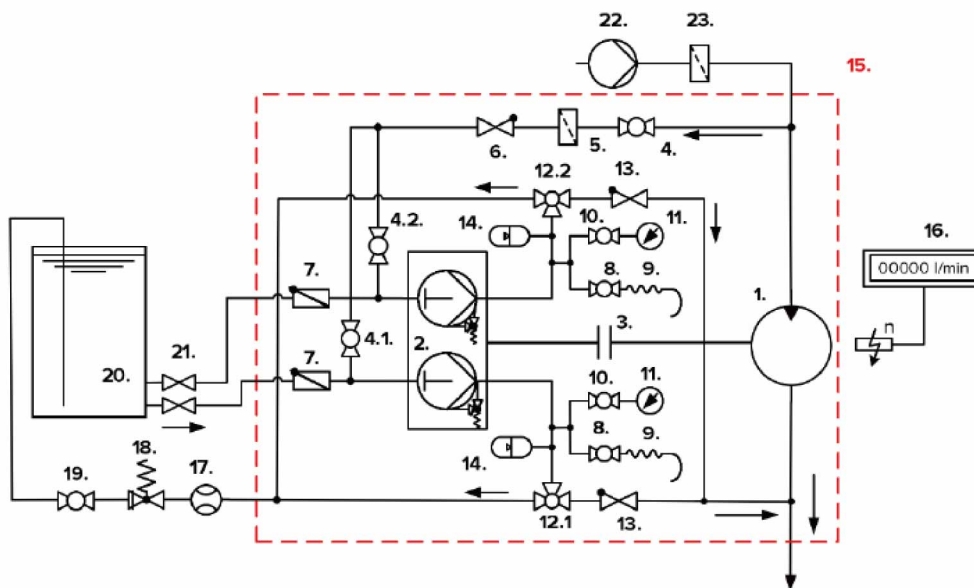 22. 23.
15.
6. 5. 4.
12.2 13.
14. 10. 11.
4.2
16.
00000 l/min
7. 8. 9.
1.
n
3.
21. 4.1. 2.
20. 7. 10. 11.
8. 9.
18. 14.
19. 17.
12.1 13.